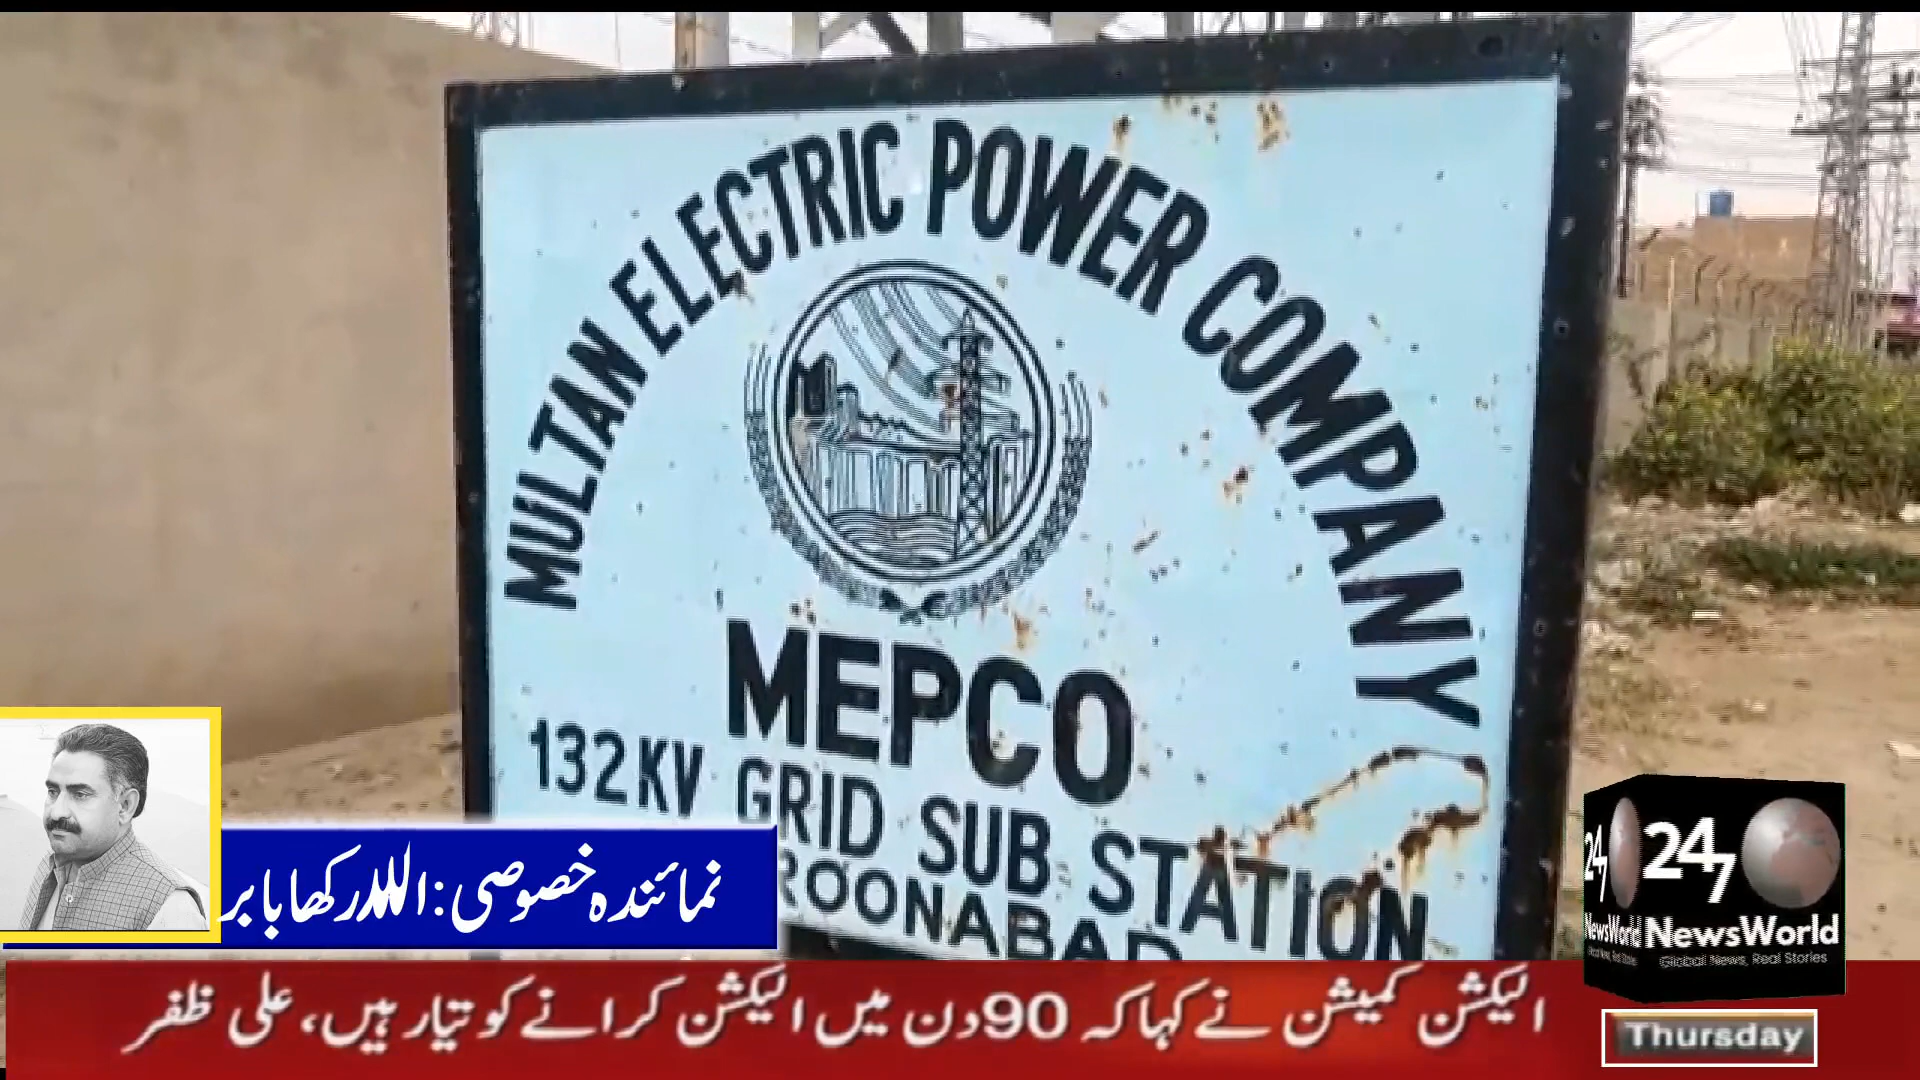 MULTAN ELECTRIC POWER COMPANY
MEPCO
132KV GRID SUB STATION
ROONABAD
نمائندہ خصوصی: اللہ رکھا بابر
24
7
NewsWorld
24
7
NewsWorld
Global News, Real Stories
الیکشن کمیشن نے کہا کہ 90 دن میں الیکشن کرانے کو تیار ہیں، علی ظفر
Thursday